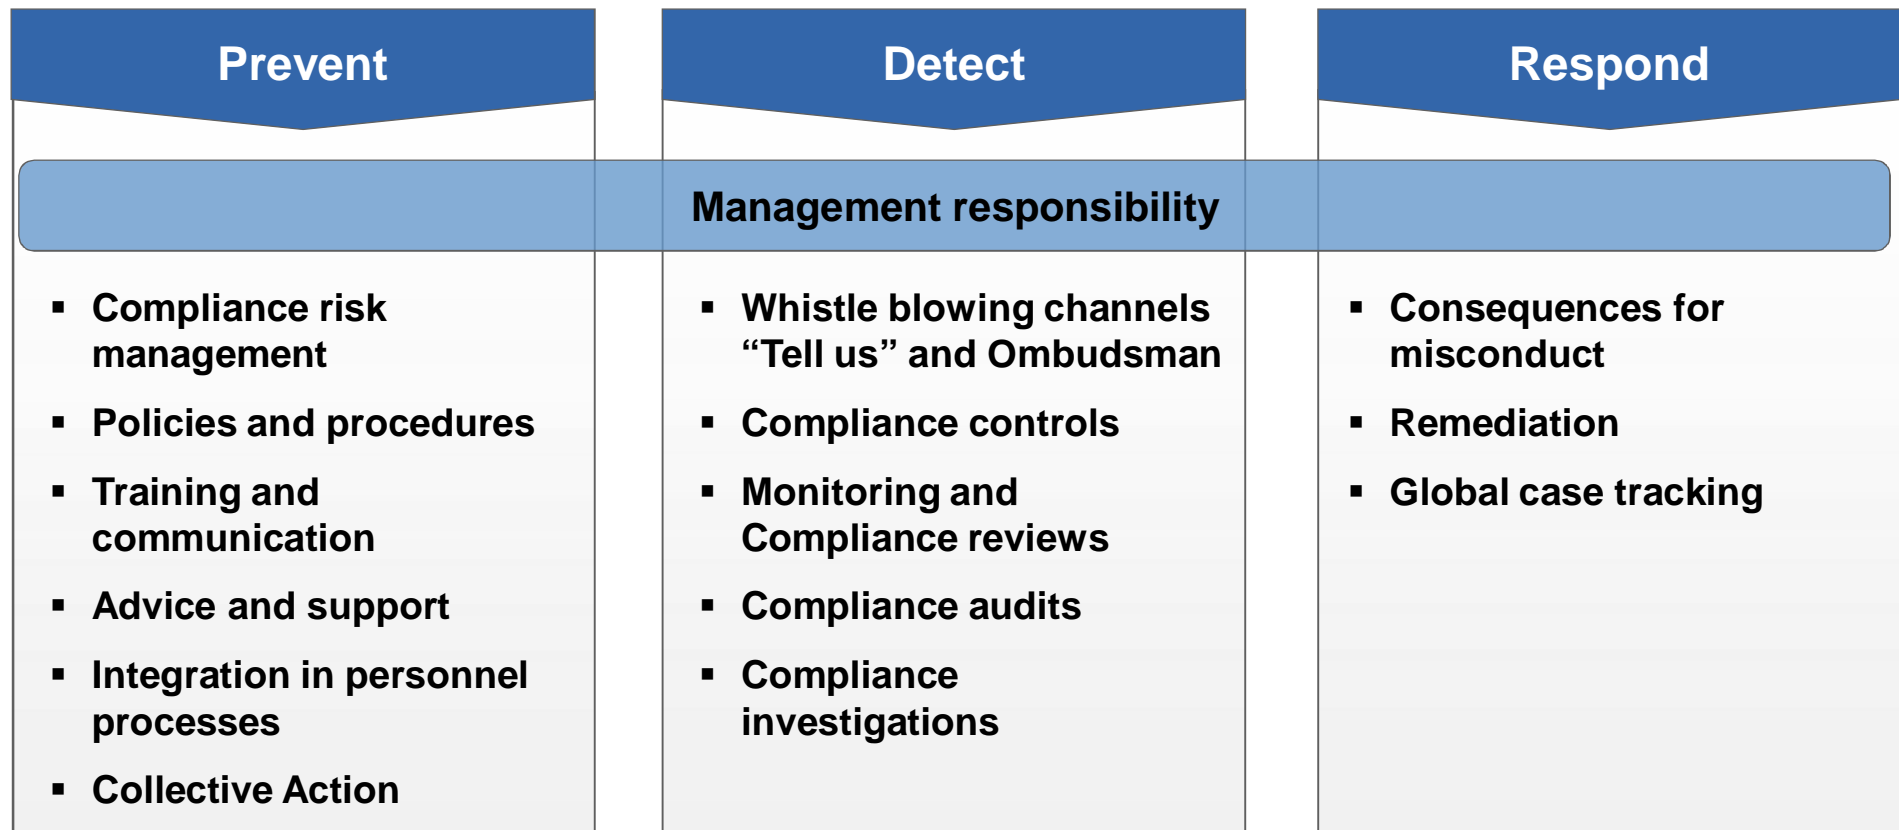 Prevent
Detect
Respond
Management responsibility
▪ Compliance risk
management
▪ Policies and procedures
▪ Training and
communication
▪ Advice and support
▪ Integration in personnel
processes
▪ Collective Action
▪ Whistle blowing channels
“Tell us” and Ombudsman
▪ Compliance controls
▪ Monitoring and
Compliance reviews
▪ Compliance audits
▪ Compliance
investigations
▪ Consequences for
misconduct
▪ Remediation
▪ Global case tracking